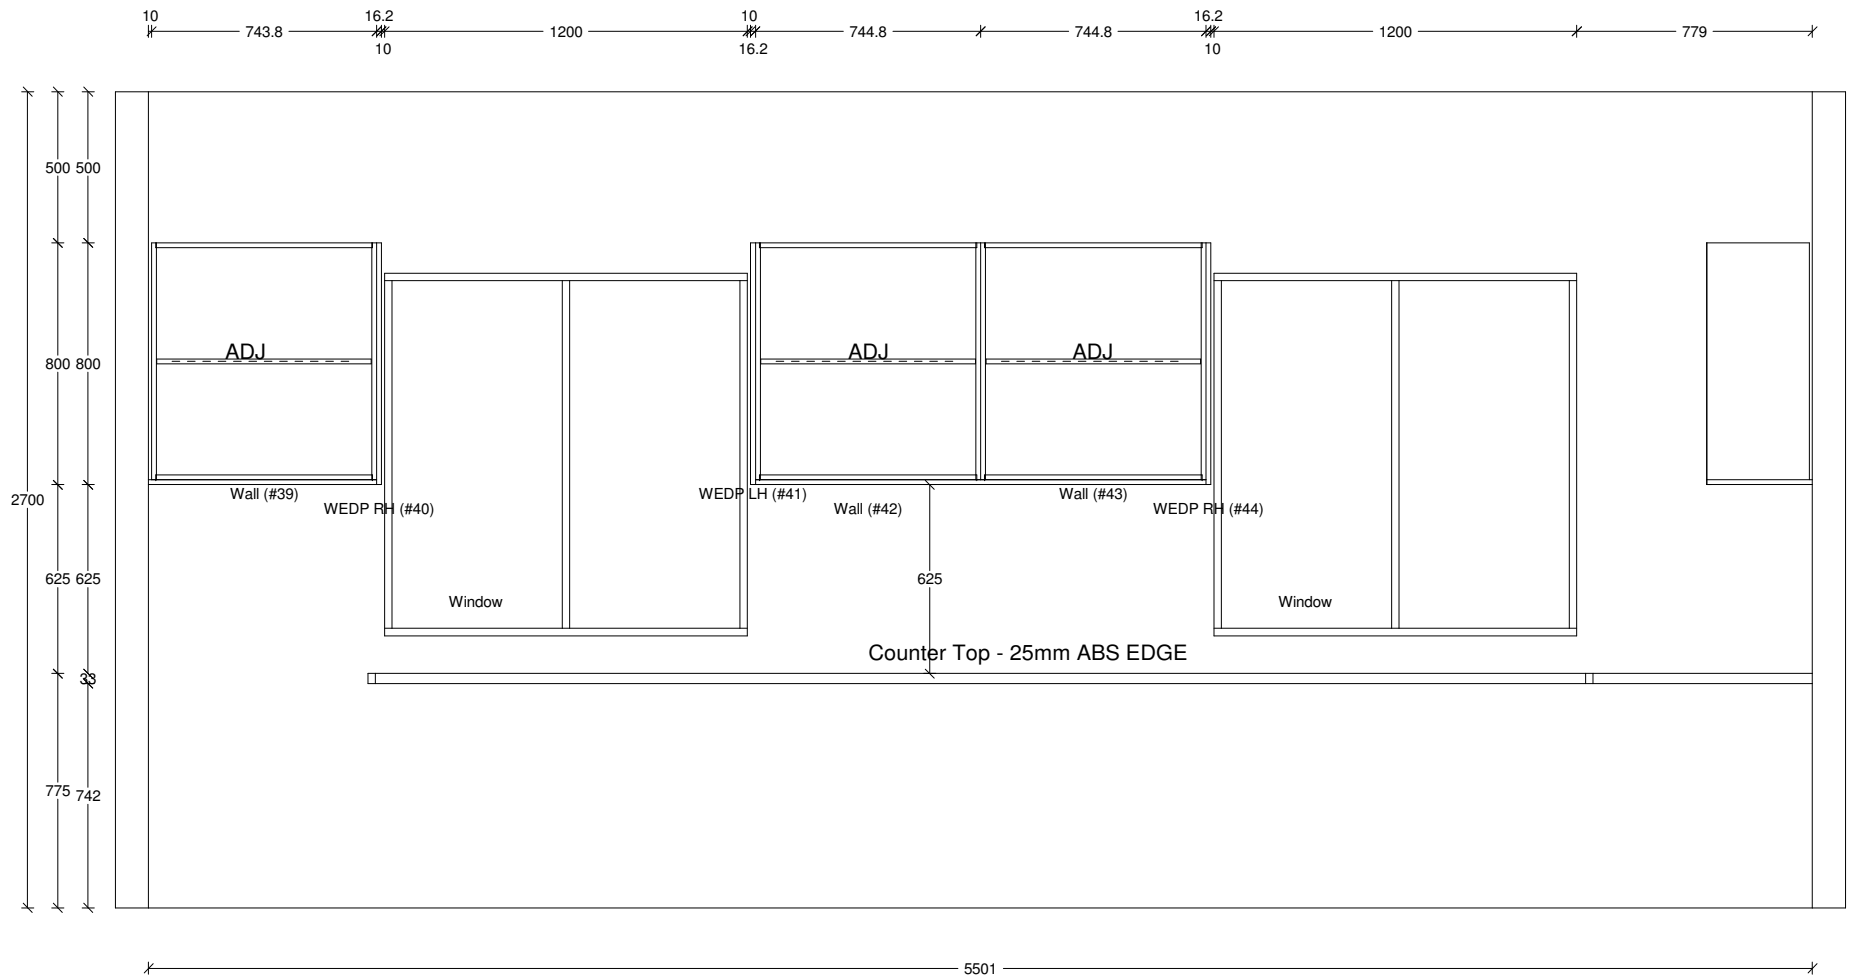 10 16.2 10 16.2
743.8 1200 744.8 744.8 1200 779
10 16.2 10
500 500
ADJ ADJ ADJ
800 800
Wall (#39) WEDP LH (#41) Wall (#43)
2700
WEDP RH (#40) Wall (#42) WEDP RH (#44)
625 625 625
Window Window
Counter Top - 25mm ABS EDGE
33
775 742
5501